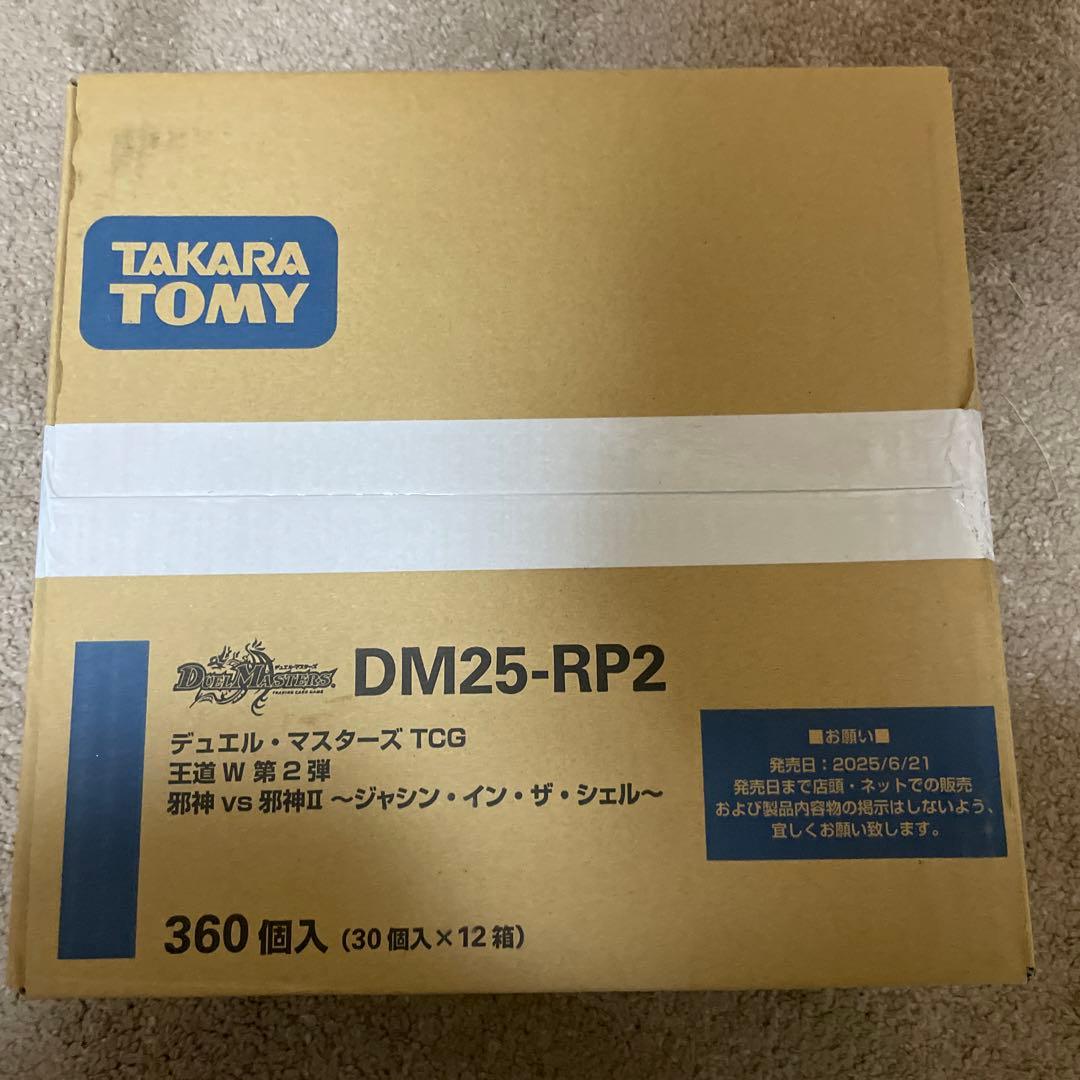 TAKARA
TOMY
デュエル・マスターズ
DUEL MASTERS
TRADING CARD GAME
DM25-RP2
デュエル・マスターズ TCG
王道 W 第2弾
邪神 vs 邪神Ⅱ ～ジャシン・イン・ザ・シェル～
360個入（30個入×12箱）
■お願い■
発売日：2025/6/21
発売日まで店頭・ネットでの販売
および製品内容物の掲示はしないよう、
宜しくお願い致します。